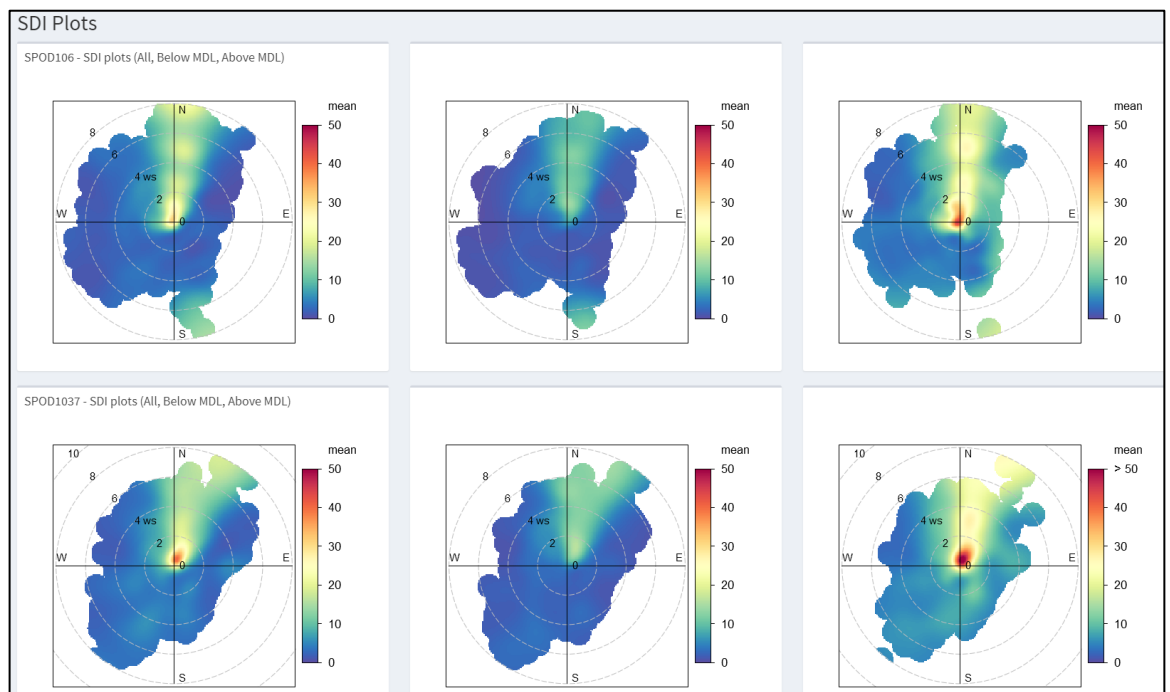 SDI Plots
SPOD106 - SDI plots (All, Below MDL, Above MDL)
mean
50
40
30
20
10
0
N
8
6
4 ws
2
0
W
E
S
mean
50
40
30
20
10
0
N
8
6
4 ws
2
0
W
E
S
mean
50
40
30
20
10
0
N
8
6
4 ws
2
0
W
E
S
SPOD1037 - SDI plots (All, Below MDL, Above MDL)
mean
50
40
30
20
10
0
10
N
8
6
4 ws
2
0
W
E
S
mean
50
40
30
20
10
0
N
8
6
4 ws
2
0
W
E
S
mean
> 50
40
30
20
10
0
10
N
8
6
4 ws
2
0
W
E
S